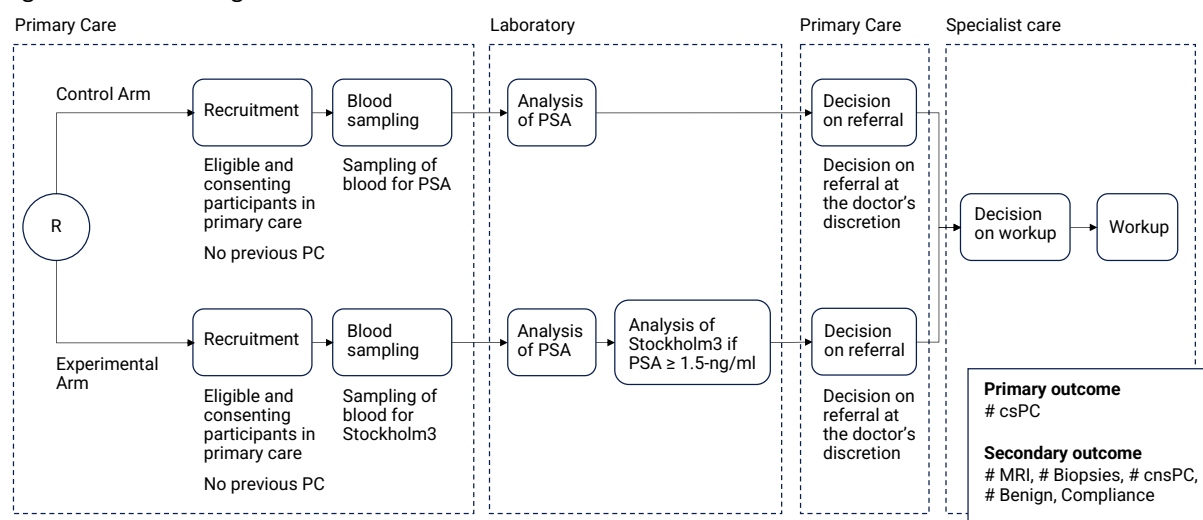 Primary Care
Laboratory
Primary Care
Specialist care
Control Arm
Recruitment
Blood
sampling
Analysis
of PSA
Decision
on referral
Eligible and
consenting
participants in
primary care
No previous PC
Sampling of
blood for PSA
Decision on
referral at
the doctor's
discretion
R
Decision
on workup
Workup
Experimental
Arm
Recruitment
Blood
sampling
Analysis
of PSA
Analysis of
Stockholm3 if
PSA ≥ 1.5-ng/ml
Decision
on referral
Eligible and
consenting
participants in
primary care
No previous PC
Sampling of
blood for
Stockholm3
Decision on
referral at
the doctor's
discretion
Primary outcome
# csPC
Secondary outcome
# MRI, # Biopsies, # cnsPC,
# Benign, Compliance